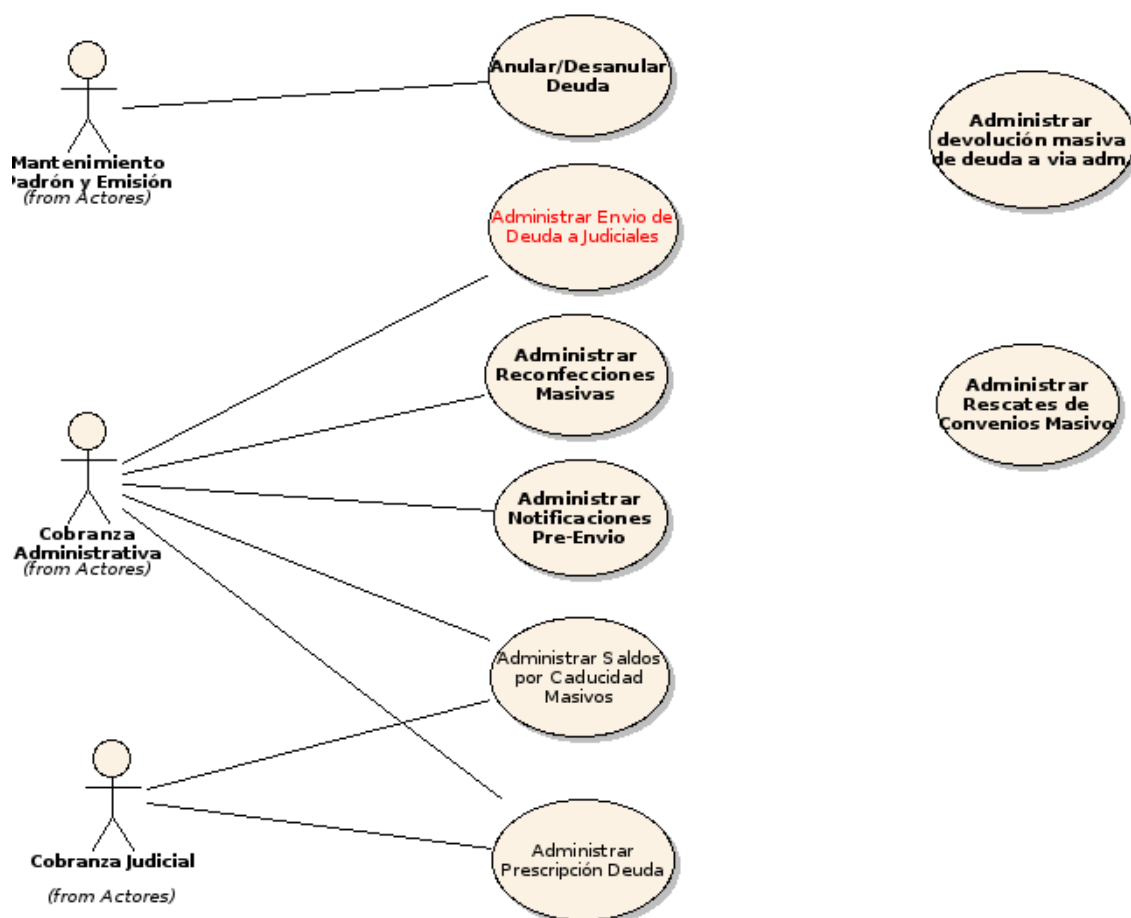 Anular/Desanular
Deuda
Administrar
devolución masiva
de deuda a via adm.
Mantenimiento
Padrón y Emisión
(from Actores)
Administrar Envio de
Deuda a Judiciales
Administrar
Reconfecciones
Masivas
Administrar
Rescates de
Convenios Masivo
Cobranza
Administrativa
(from Actores)
Administrar
Notificaciones
Pre-Envio
Administrar Saldos
por Caducidad
Masivos
Cobranza Judicial
(from Actores)
Administrar
Prescripción Deuda